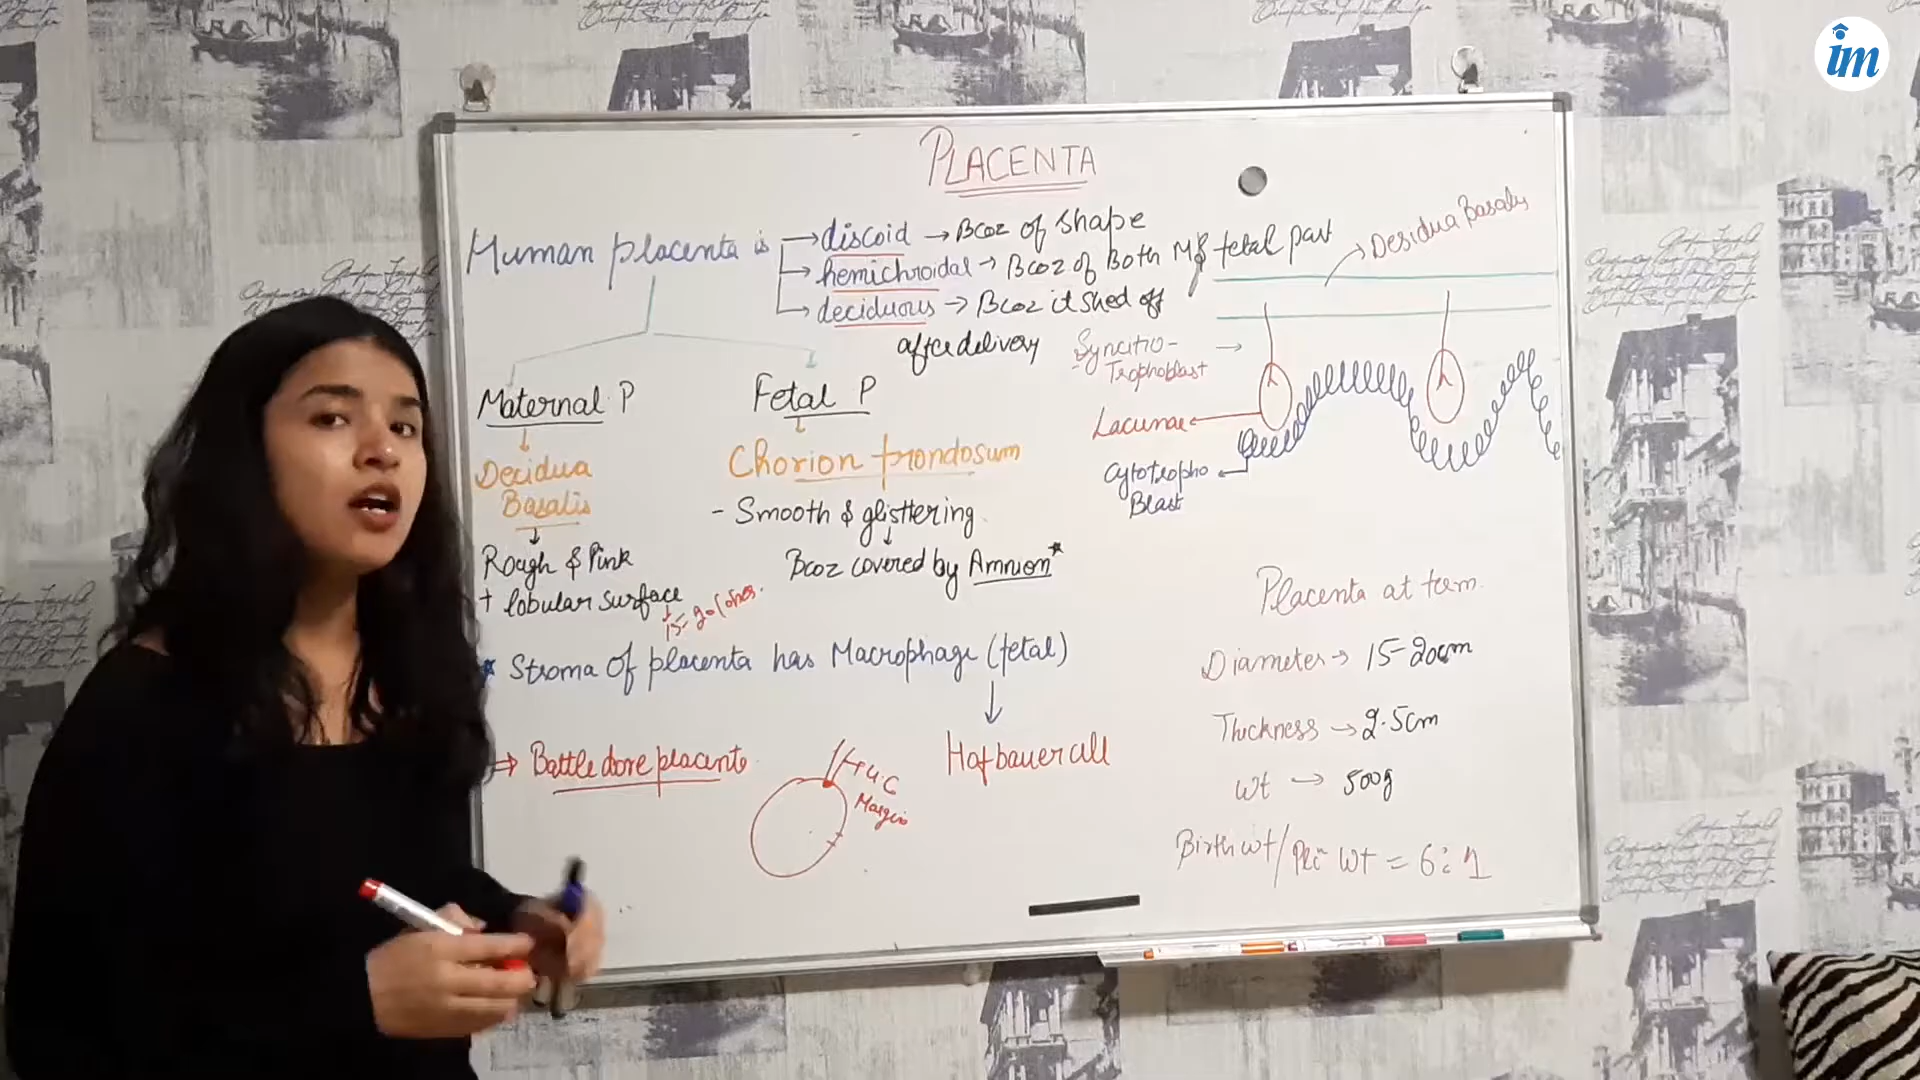 im
PLACENTA
Human placenta is → discoid → Bcoz of shape
→ hemichroidal → Bcoz of Both M & fetal part
→ deciduous → Bcoz it shed off
after delivery
Maternal P
Decidua
Basalis
Rough & Pink
+ lobular surface
15-20
Fetal P
Chorion frondosum
- Smooth & glisttering
Bcoz covered by Amnion*
* Stroma of placenta has Macrophage (fetal)
Hofbauer cell
⇒ Battledore placenta
U.C
Margin
Desidua Basalis
Syncitio-
Trophoblast
Lacunae
Cytotropho
Blast
Placenta at term.
Diameter → 15-20cm
Thickness → 2.5cm
Wt → 500g
Birth wt / Wt = 6:1